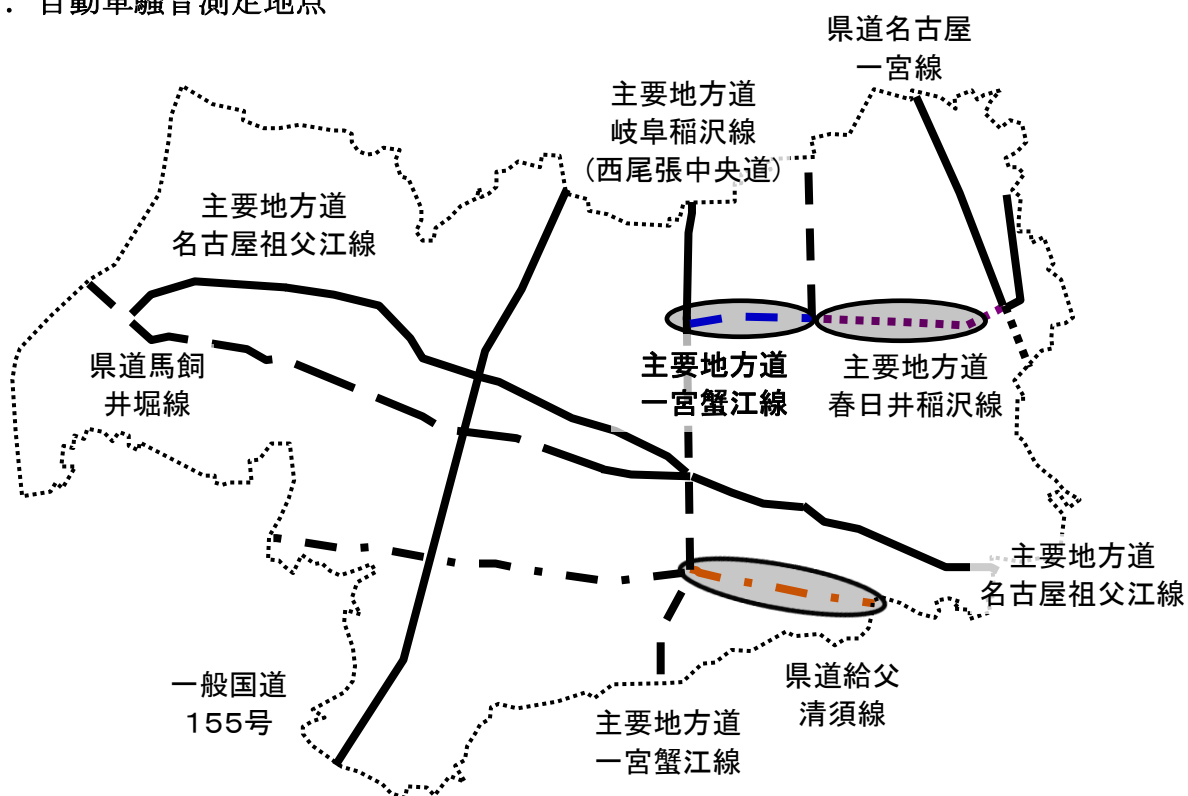 ．自動車騒音測定地点
県道名古屋
一宮線
主要地方道
岐阜稲沢線
（西尾張中央道）
主要地方道
名古屋祖父江線
県道馬飼
井堀線
主要地方道
一宮蟹江線
主要地方道
春日井稲沢線
主要地方道
名古屋祖父江線
一般国道
155号
県道給父
清須線
主要地方道
一宮蟹江線